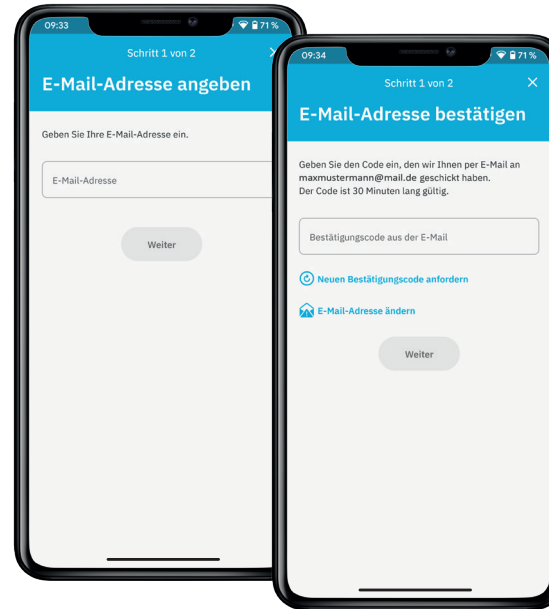 09:33
71 %
Schritt 1 von 2
E-Mail-Adresse angeben
Geben Sie Ihre E-Mail-Adresse ein.
E-Mail-Adresse
Weiter
09:34
71 %
Schritt 1 von 2
E-Mail-Adresse bestätigen
Geben Sie den Code ein, den wir Ihnen per E-Mail an
maxmustermann@mail.de geschickt haben.
Der Code ist 30 Minuten lang gültig.
Bestätigungscode aus der E-Mail
Neuen Bestätigungscode anfordern
E-Mail-Adresse ändern
Weiter